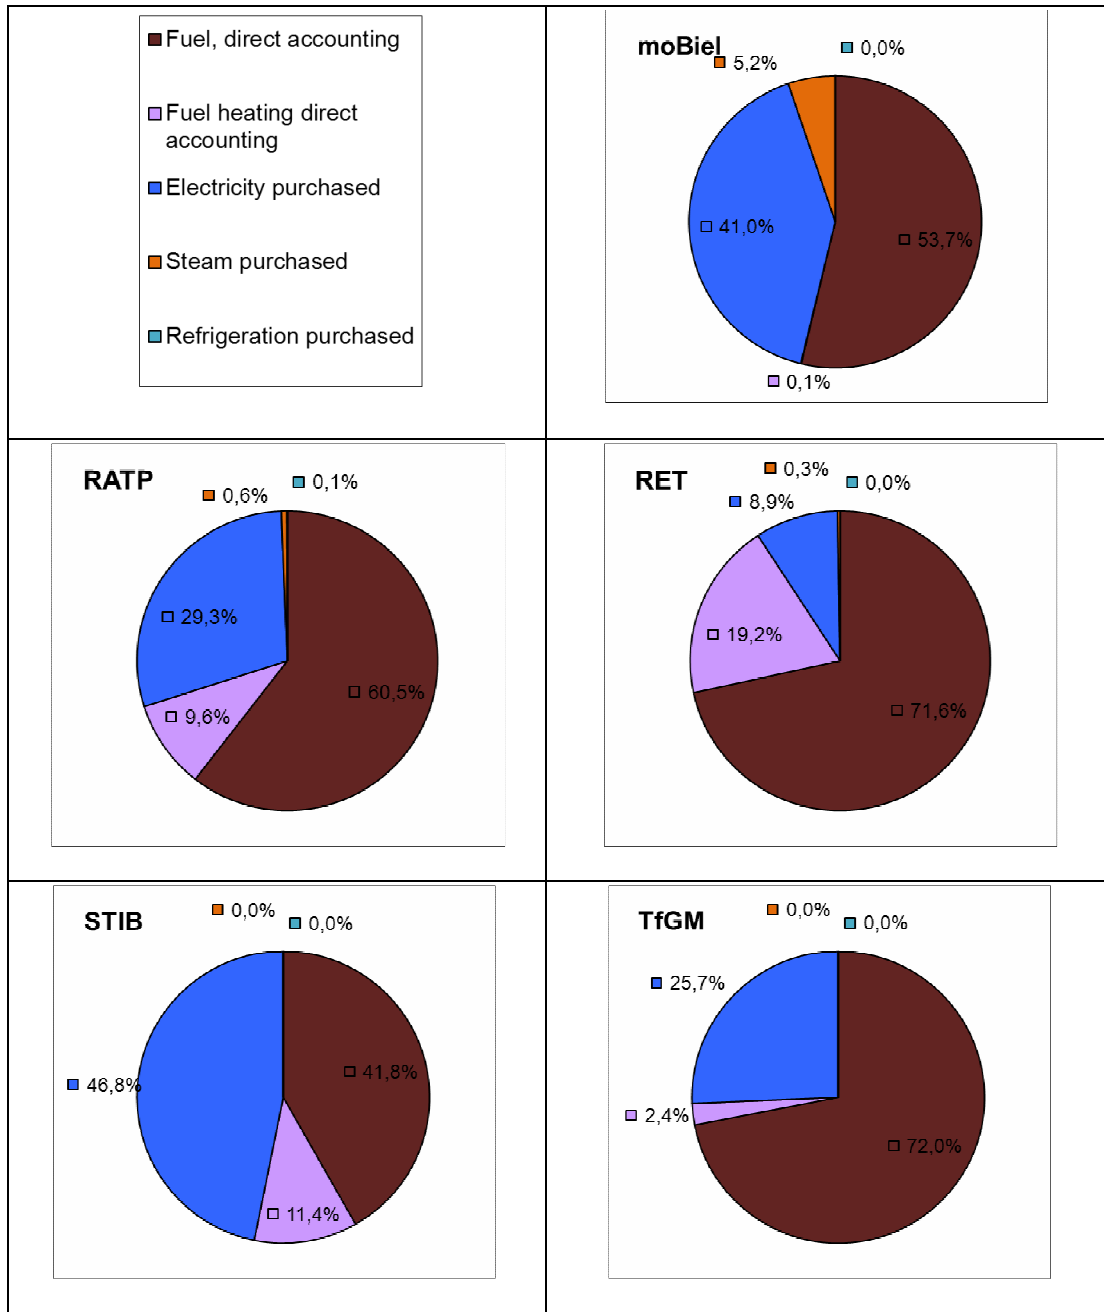 Fuel, direct accounting
Fuel heating direct
accounting
Electricity purchased
Steam purchased
Refrigeration purchased
moBiel
0,0%
5,2%
41,0%
53,7%
0,1%
RATP
0,6%
0,1%
29,3%
60,5%
9,6%
RET
0,3%
0,0%
8,9%
19,2%
71,6%
STIB
0,0%
0,0%
41,8%
46,8%
11,4%
TfGM
0,0%
0,0%
25,7%
2,4%
72,0%